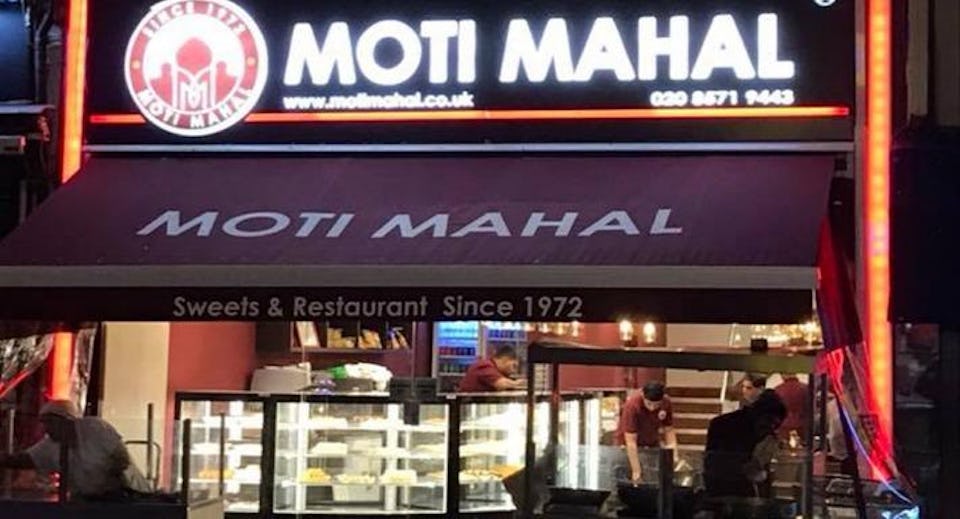 SINCE 1972
MOTI MAHAL
MOTI MAHAL
www.motimahal.co.uk 020 8571 9443
MOTI MAHAL
Sweets & Restaurant Since 1972